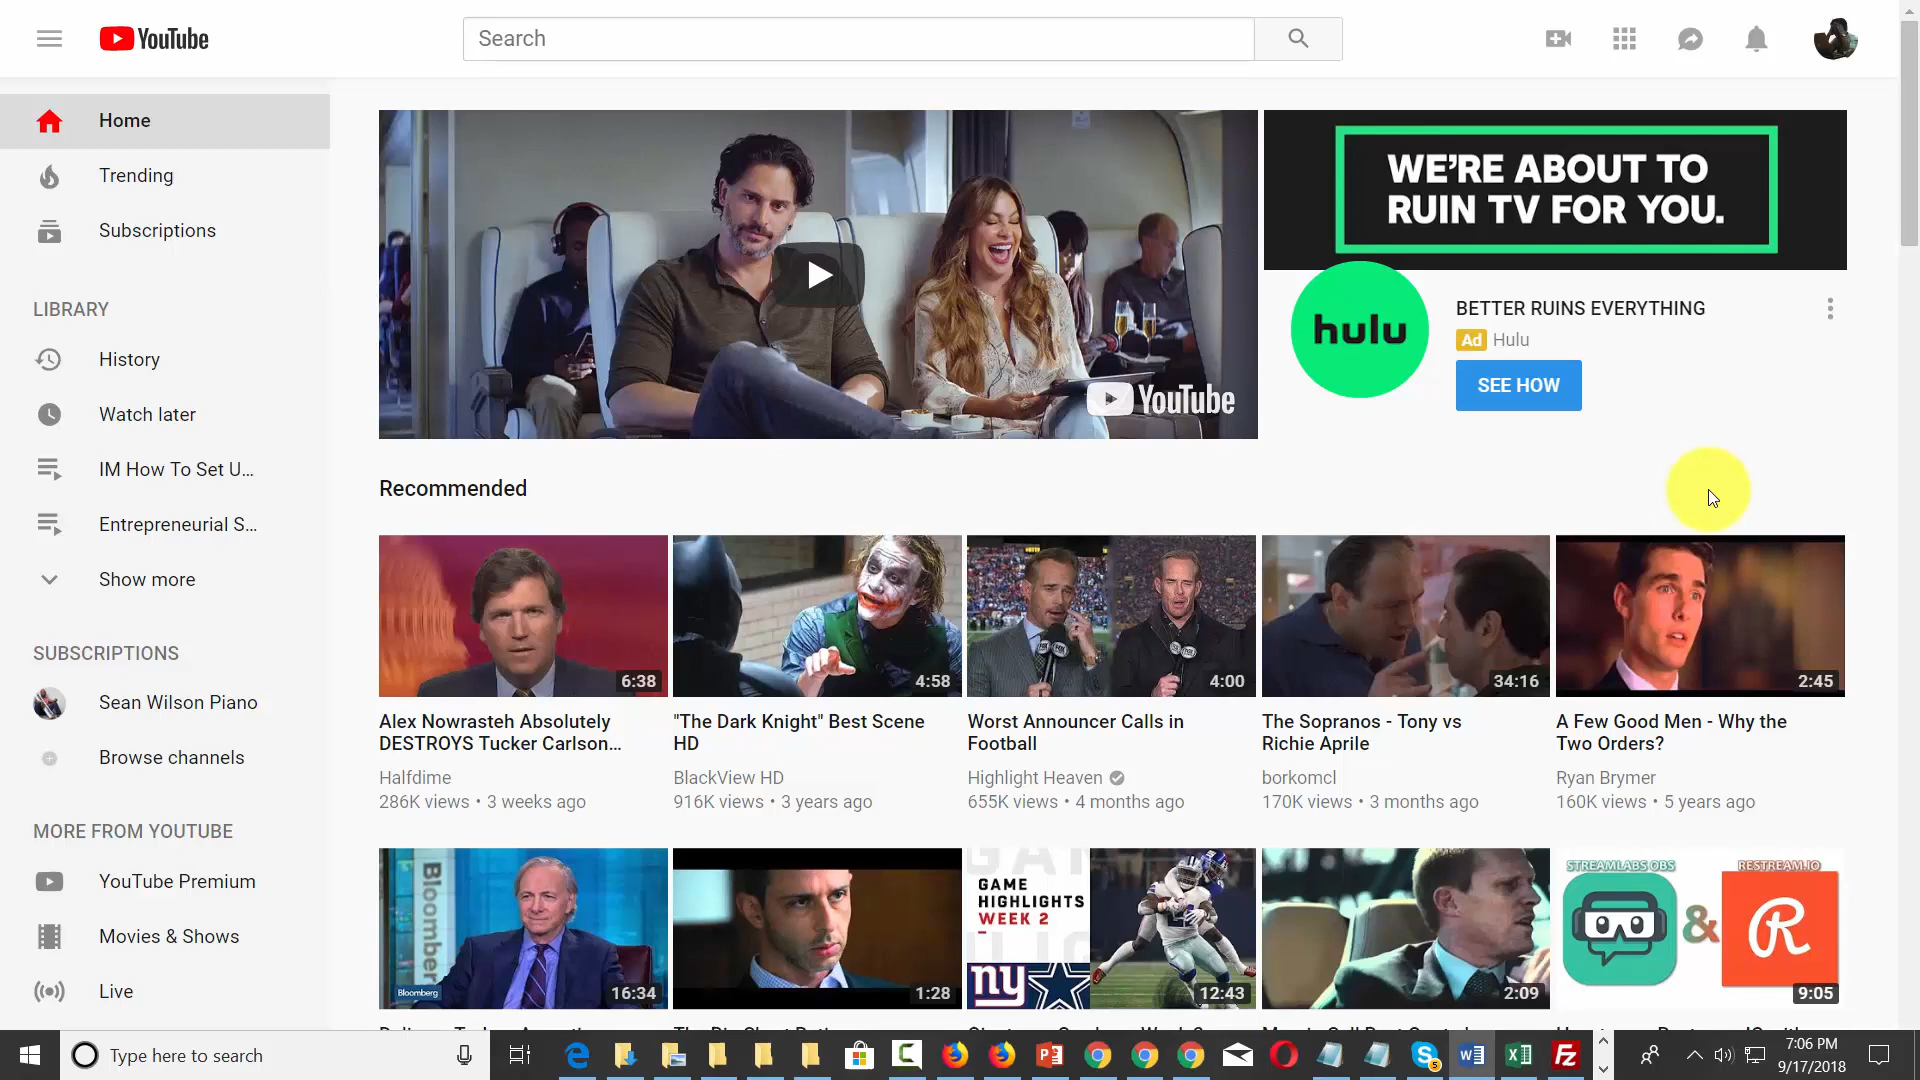 YouTube
Search
Home
Trending
Subscriptions
LIBRARY
History
Watch later
IM How To Set U...
Entrepreneurial S...
Show more
SUBSCRIPTIONS
Sean Wilson Piano
Browse channels
MORE FROM YOUTUBE
YouTube Premium
Movies & Shows
Live
YouTube
WE'RE ABOUT TO
RUIN TV FOR YOU.
hulu
BETTER RUINS EVERYTHING
Ad Hulu
SEE HOW
Recommended
6:38
4:58
4:00
34:16
2:45
Alex Nowrasteh Absolutely
DESTROYS Tucker Carlson...
Halfdime
286K views • 3 weeks ago
"The Dark Knight" Best Scene
HD
BlackView HD
916K views • 3 years ago
Worst Announcer Calls in
Football
Highlight Heaven
655K views • 4 months ago
The Sopranos - Tony vs
Richie Aprile
borkomcl
170K views • 3 months ago
A Few Good Men - Why the
Two Orders?
Ryan Brymer
160K views • 5 years ago
Bloomberg
Bloomberg
16:34
1:28
GAME
HIGHLIGHTS
WEEK 2
ny
12:43
2:09
STREAMLABS OBS
RESTREAM.IO
&
R
9:05
Type here to search
7:06 PM
9/17/2018